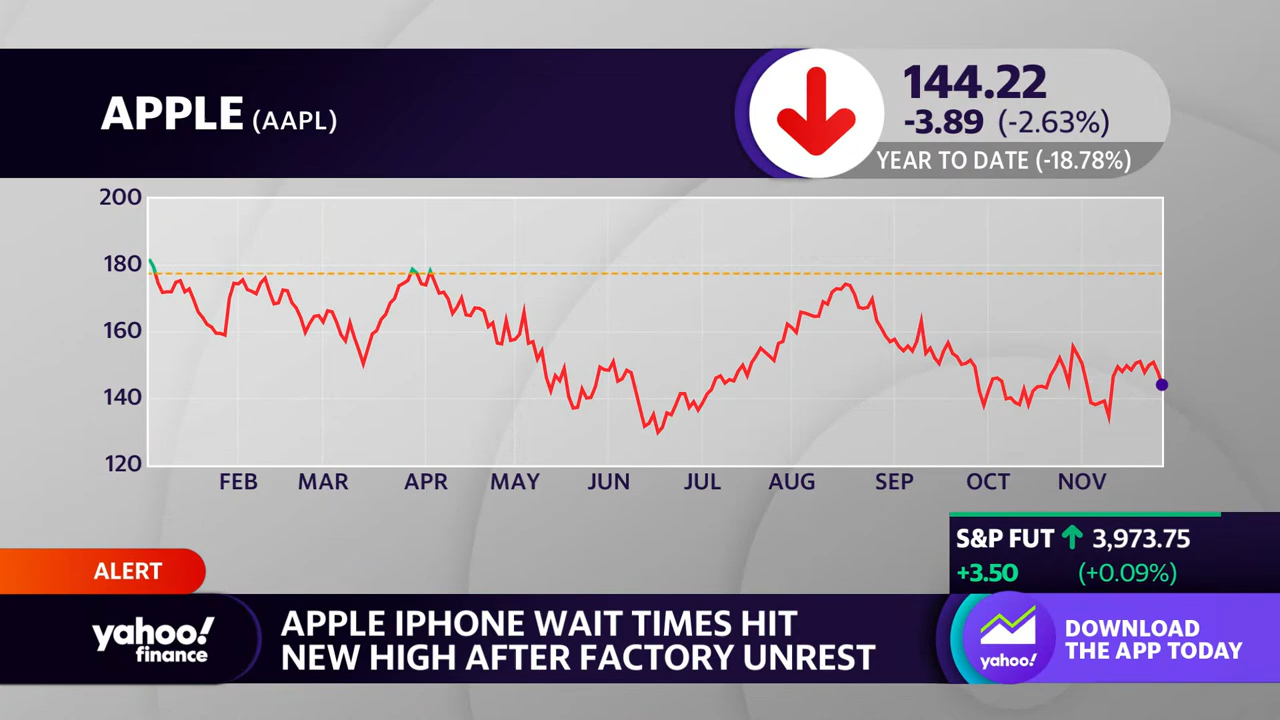 APPLE (AAPL)
144.22
-3.89 (-2.63%)
YEAR TO DATE (-18.78%)
200
180
160
140
120
FEB MAR APR MAY JUN JUL AUG SEP OCT NOV
S&P FUT 3,973.75
+3.50 (+0.09%)
ALERT
yahoo!
finance
APPLE IPHONE WAIT TIMES HIT
NEW HIGH AFTER FACTORY UNREST
yahoo!
DOWNLOAD
THE APP TODAY